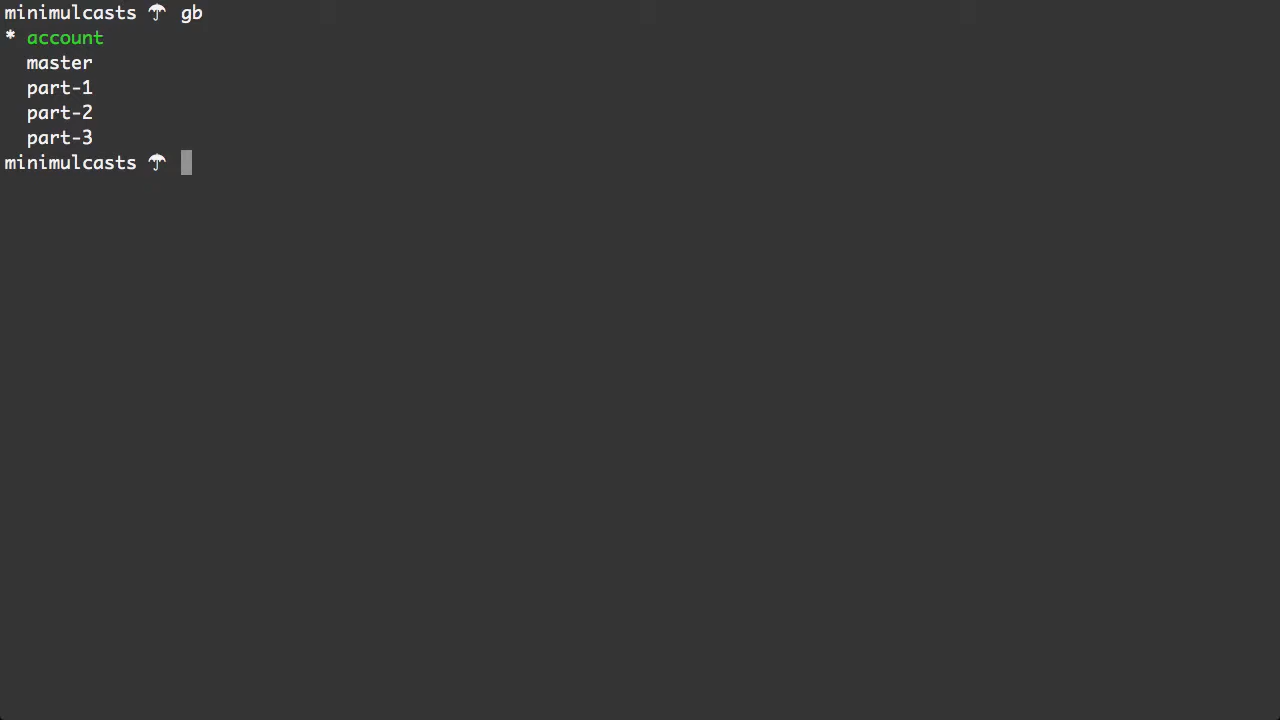 minimulcasts ☂ gb
* account
  master
  part-1
  part-2
  part-3
minimulcasts ☂